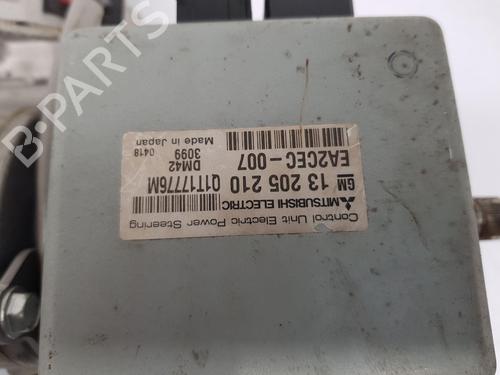 Control Unit Electric Power Steering
MITSUBISHI ELECTRIC
GM 13 205 210 Q1T17776M
EA2CEC-007 DM42
3099
Made in Japan 0418
BPARTS